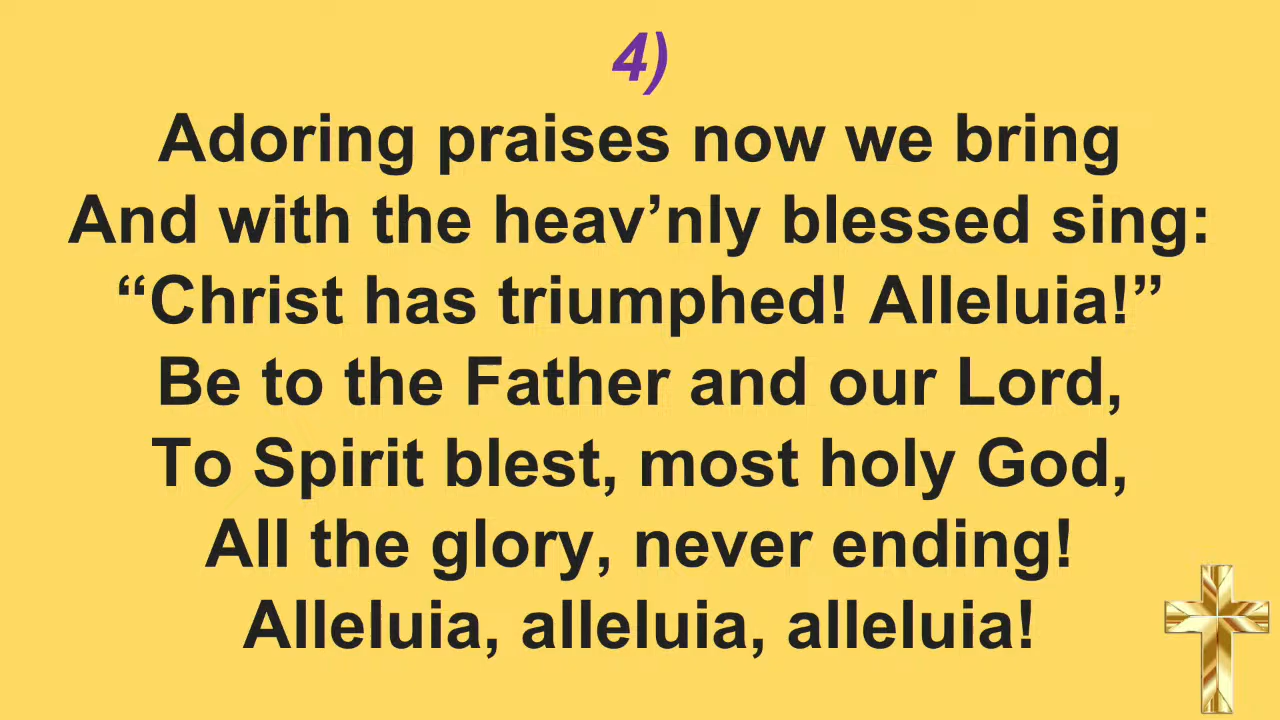 4)
Adoring praises now we bring
And with the heav’nly blessed sing:
“Christ has triumphed! Alleluia!”
Be to the Father and our Lord,
To Spirit blest, most holy God,
All the glory, never ending!
Alleluia, alleluia, alleluia!